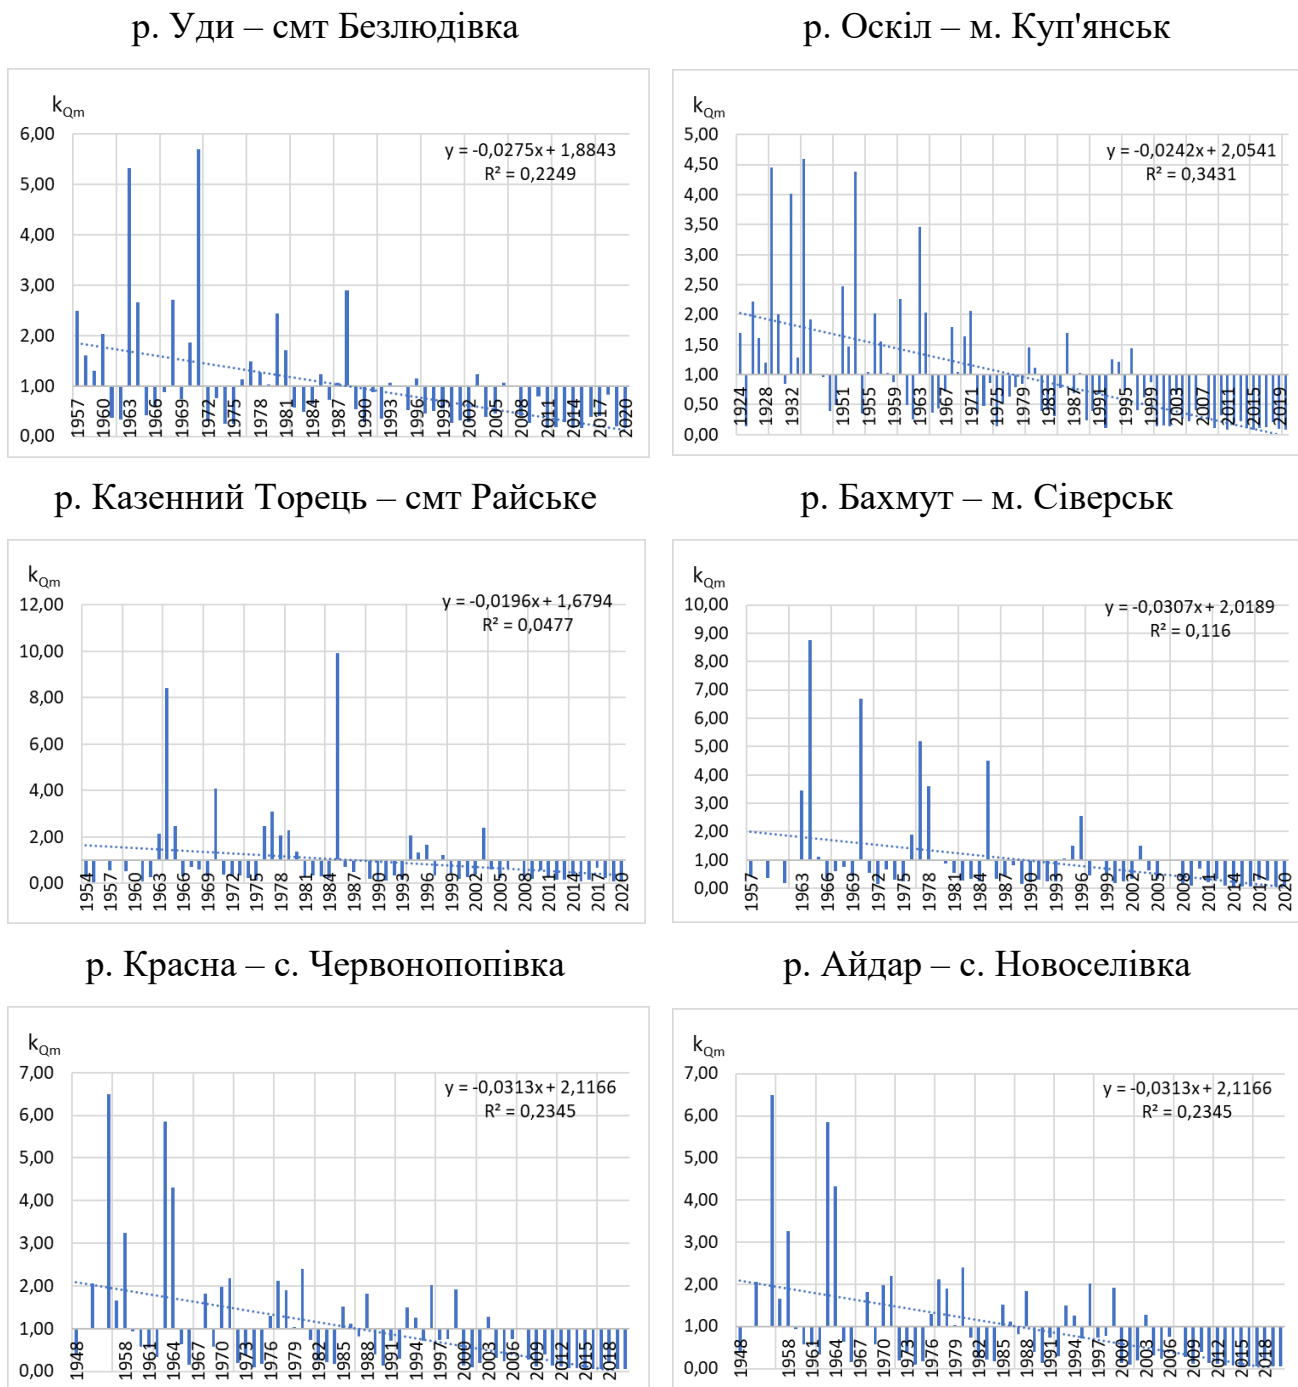 р. Уди – смт Безлюдівка
р. Оскіл – м. Куп'янськ
kQm
6,00
5,00
4,00
3,00
2,00
1,00
0,00
y = -0,0275x + 1,8843
R² = 0,2249
1957 1960 1963 1966 1969 1972 1975 1978 1981 1984 1987 1990 1993 1996 1999 2002 2005 2008 2011 2014 2017 2020
kQm
5,00
4,50
4,00
3,50
3,00
2,50
2,00
1,50
1,00
0,50
0,00
y = -0,0242x + 2,0541
R² = 0,3431
1924 1928 1932 1951 1955 1959 1963 1967 1971 1975 1979 1983 1987 1991 1995 1999 2003 2007 2011 2015 2019
р. Казенний Торець – смт Райське
р. Бахмут – м. Сіверськ
kQm
12,00
10,00
8,00
6,00
4,00
2,00
0,00
y = -0,0196x + 1,6794
R² = 0,0477
1954 1957 1960 1963 1966 1969 1972 1975 1978 1981 1984 1987 1990 1993 1996 1999 2002 2005 2008 2011 2014 2017 2020
kQm
10,00
9,00
8,00
7,00
6,00
5,00
4,00
3,00
2,00
1,00
0,00
y = -0,0307x + 2,0189
R² = 0,116
1957 1963 1966 1969 1972 1975 1978 1981 1984 1987 1990 1993 1996 1999 2002 2005 2008 2011 2014 2017 2020
р. Красна – с. Червонопопівка
р. Айдар – с. Новоселівка
kQm
7,00
6,00
5,00
4,00
3,00
2,00
1,00
0,00
y = -0,0313x + 2,1166
R² = 0,2345
1948 1958 1961 1964 1967 1970 1973 1976 1979 1982 1985 1988 1991 1994 1997 2000 2003 2006 2009 2012 2015 2018
kQm
7,00
6,00
5,00
4,00
3,00
2,00
1,00
0,00
y = -0,0313x + 2,1166
R² = 0,2345
1948 1958 1961 1964 1967 1970 1973 1976 1979 1982 1985 1988 1991 1994 1997 2000 2003 2006 2009 2012 2015 2018